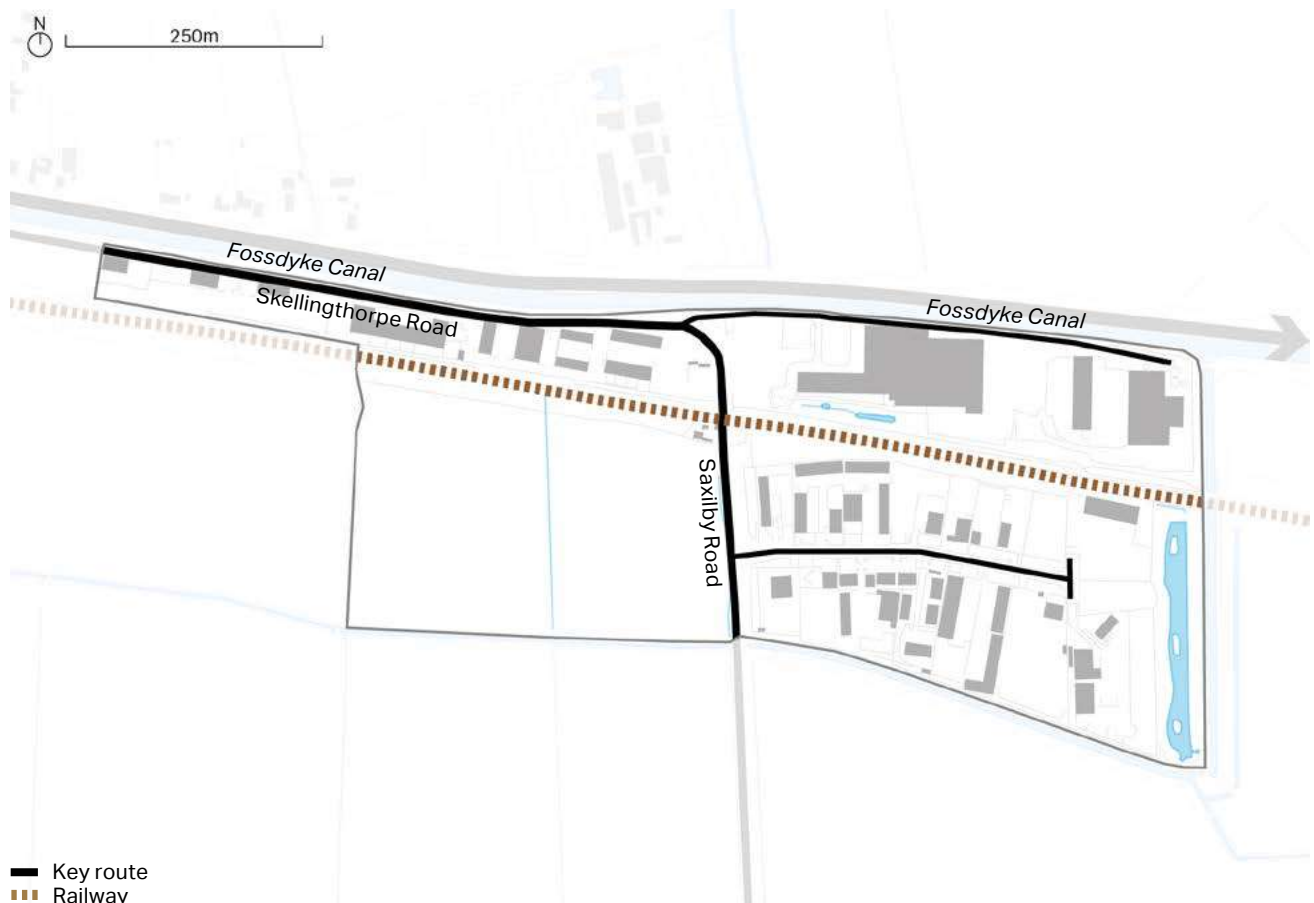 N
250m
Fossdyke Canal
Skellingthorpe Road
Fossdyke Canal
Saxilby Road
Key route
Railway